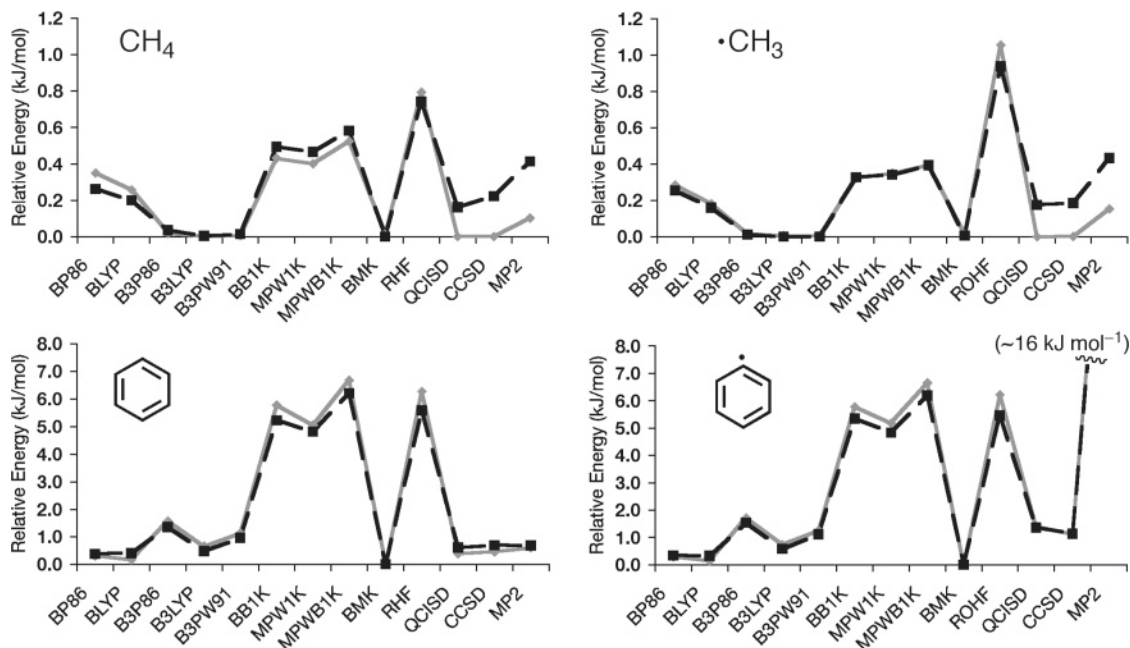 CH4
Relative Energy (kJ/mol)
1.2
1.0
0.8
0.6
0.4
0.2
0.0
BP86
BLYP
B3P86
B3LYP
B3PW91
BB1K
MPW1K
MPWB1K
BMK
RHF
QCISD
CCSD
MP2
•CH3
Relative Energy (kJ/mol)
1.2
1.0
0.8
0.6
0.4
0.2
0.0
BP86
BLYP
B3P86
B3LYP
B3PW91
BB1K
MPW1K
MPWB1K
BMK
ROHF
QCISD
CCSD
MP2
Relative Energy (kJ/mol)
8.0
7.0
6.0
5.0
4.0
3.0
2.0
1.0
0.0
BP86
BLYP
B3P86
B3LYP
B3PW91
BB1K
MPW1K
MPWB1K
BMK
RHF
QCISD
CCSD
MP2
(~16 kJ mol⁻¹)
Relative Energy (kJ/mol)
8.0
7.0
6.0
5.0
4.0
3.0
2.0
1.0
0.0
BP86
BLYP
B3P86
B3LYP
B3PW91
BB1K
MPW1K
MPWB1K
BMK
ROHF
QCISD
CCSD
MP2